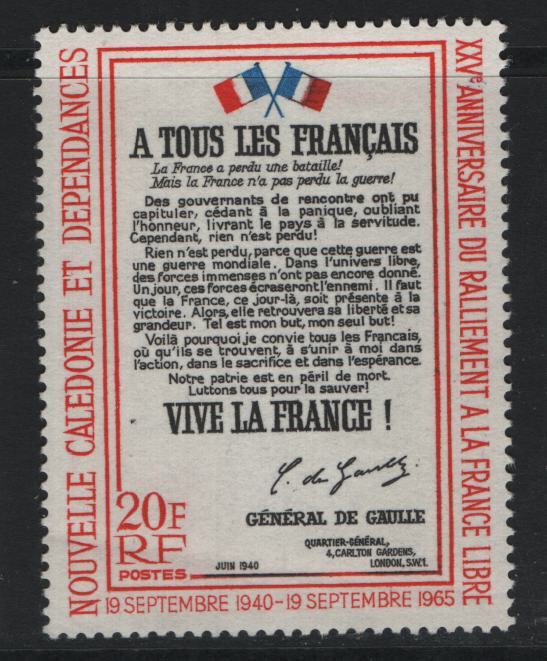 NOUVELLE CALEDONIE ET DEPENDANCES
XXVe ANNIVERSAIRE DU RALLIEMENT A LA FRANCE LIBRE
A TOUS LES FRANÇAIS
La France a perdu une bataille!
Mais la France n'a pas perdu la guerre!
Des gouvernants de rencontre ont pu
capituler, cédant à la panique, oubliant
l'honneur, livrant le pays à la servitude.
Cependant, rien n'est perdu!
Rien n'est perdu, parce que cette guerre est
une guerre mondiale. Dans l'univers libre,
des forces immenses n'ont pas encore donné.
Un jour, ces forces écraseront l'ennemi. Il faut
que la France, ce jour-là, soit présente à la
victoire. Alors, elle retrouvera sa liberté et sa
grandeur. Tel est mon but, mon seul but!
Voilà pourquoi je convie tous les Francais,
où qu'ils se trouvent, à s'unir à moi dans
l'action, dans le sacrifice et dans l'espérance.
Notre patrie est en péril de mort.
Luttons tous pour la sauver!
VIVE LA FRANCE !
C. de Gaulle.
GÉNÉRAL DE GAULLE
QUARTIER-GÉNÉRAL,
4, CARLTON GARDENS,
LONDON, S.W.1.
20F
RF
POSTES
JUIN 1940
19 SEPTEMBRE 1940-19 SEPTEMBRE 1965